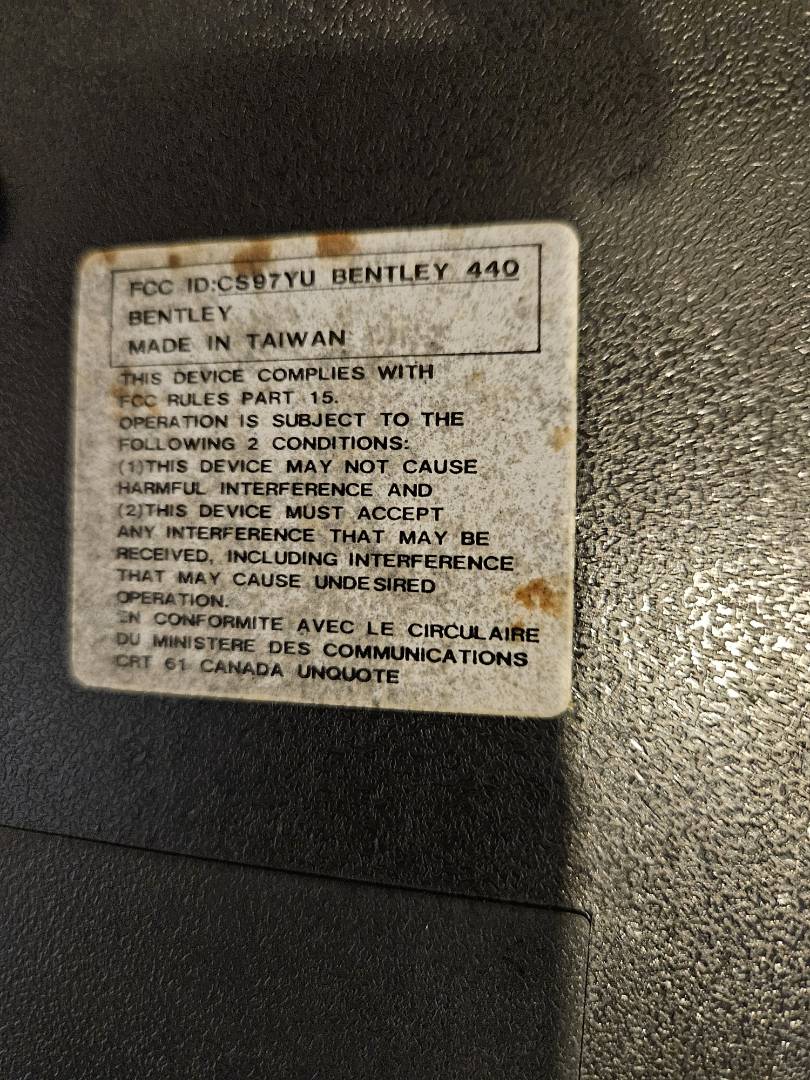 FCC ID:CS97YU BENTLEY 440
BENTLEY
MADE IN TAIWAN
THIS DEVICE COMPLIES WITH
FCC RULES PART 15.
OPERATION IS SUBJECT TO THE
FOLLOWING 2 CONDITIONS:
(1)THIS DEVICE MAY NOT CAUSE
HARMFUL INTERFERENCE AND
(2)THIS DEVICE MUST ACCEPT
ANY INTERFERENCE THAT MAY BE
RECEIVED, INCLUDING INTERFERENCE
THAT MAY CAUSE UNDESIRED
OPERATION.
EN CONFORMITE AVEC LE CIRCULAIRE
DU MINISTERE DES COMMUNICATIONS
CRT 61 CANADA UNQUOTE